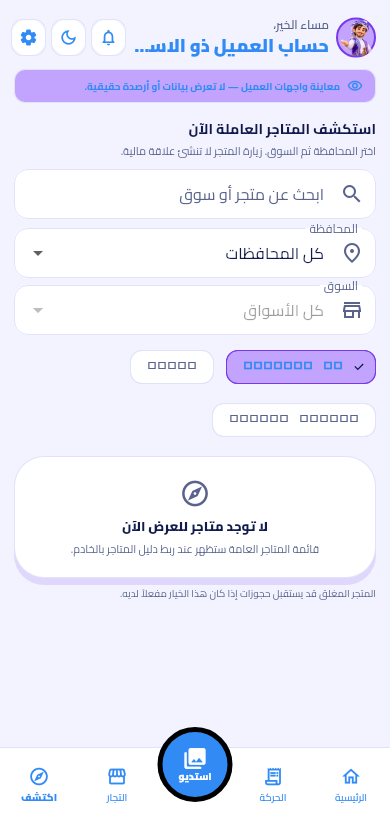 مساء الخير،
حساب العميل ذو الاسـ...
معاينة واجهات العميل — لا تعرض بيانات أو أرصدة حقيقية.
استكشف المتاجر العاملة الآن
اختر المحافظة ثم السوق. زيارة المتجر لا تنشئ علاقة مالية.
ابحث عن متجر أو سوق
المحافظة
كل المحافظات
السوق
كل الأسواق
لا توجد متاجر للعرض الآن
قائمة المتاجر العامة ستظهر عند ربط دليل المتاجر بالخادم.
المتجر المغلق قد يستقبل حجوزات إذا كان هذا الخيار مفعلاً لديه.
الرئيسية
الحركة
استديو
التجار
اكتشف